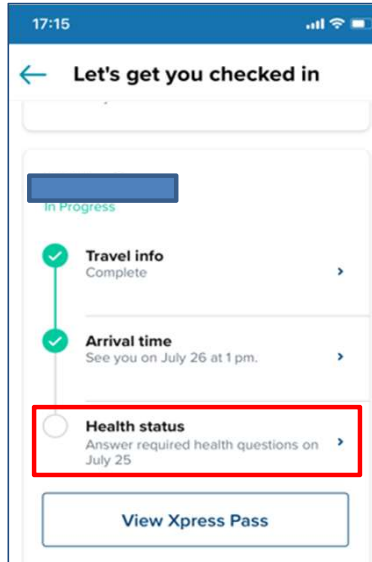 17:15
Let's get you checked in
In Progress
Travel info
Complete
Arrival time
See you on July 26 at 1 pm.
Health status
Answer required health questions on
July 25
View Xpress Pass